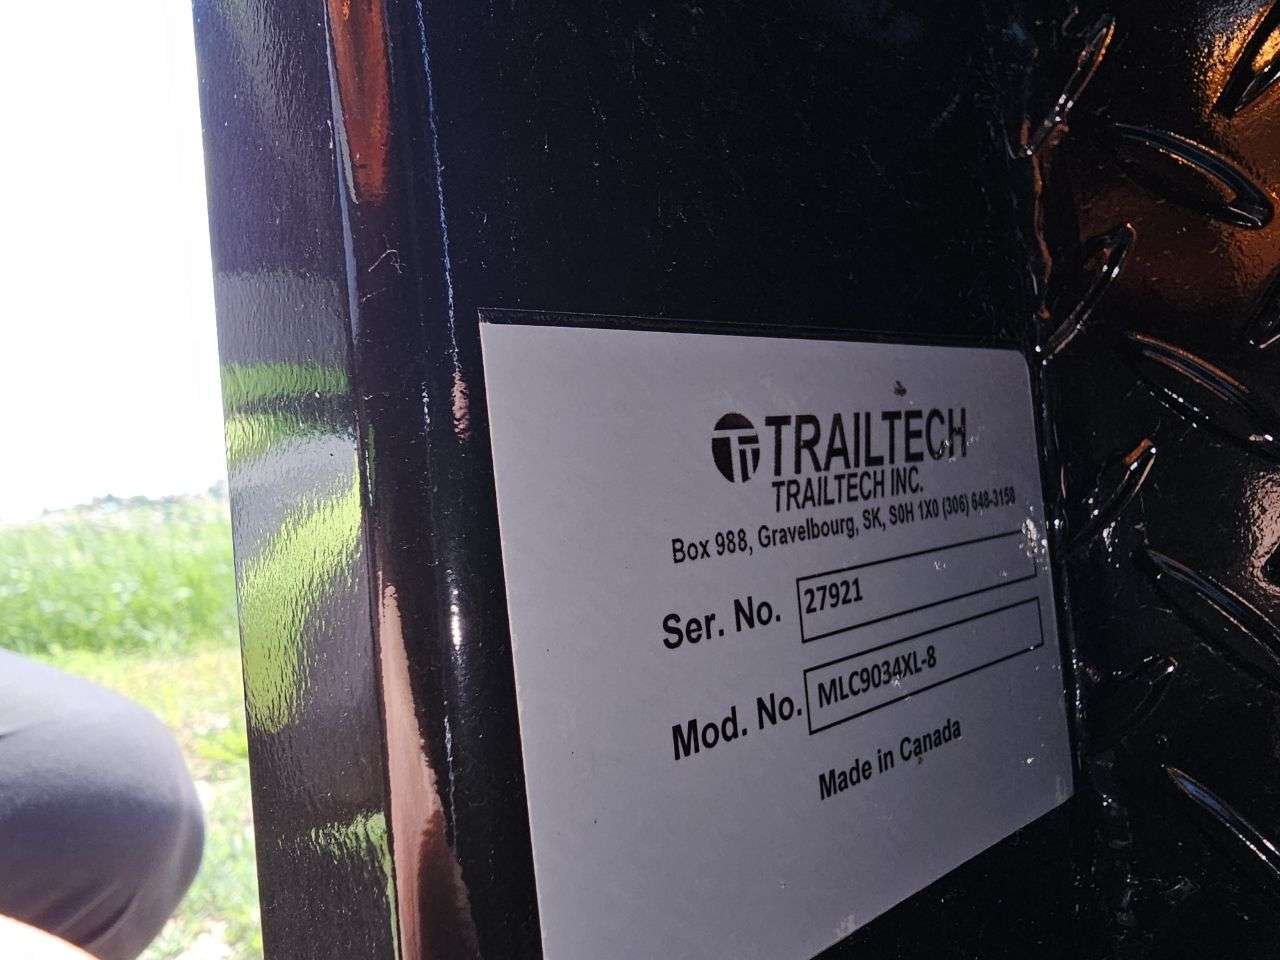 TRAILTECH
TRAILTECH INC.
Box 988, Gravelbourg, SK, S0H 1X0 (306) 648-3158
Ser. No. 27921
Mod. No. MLC9034XL-8
Made in Canada